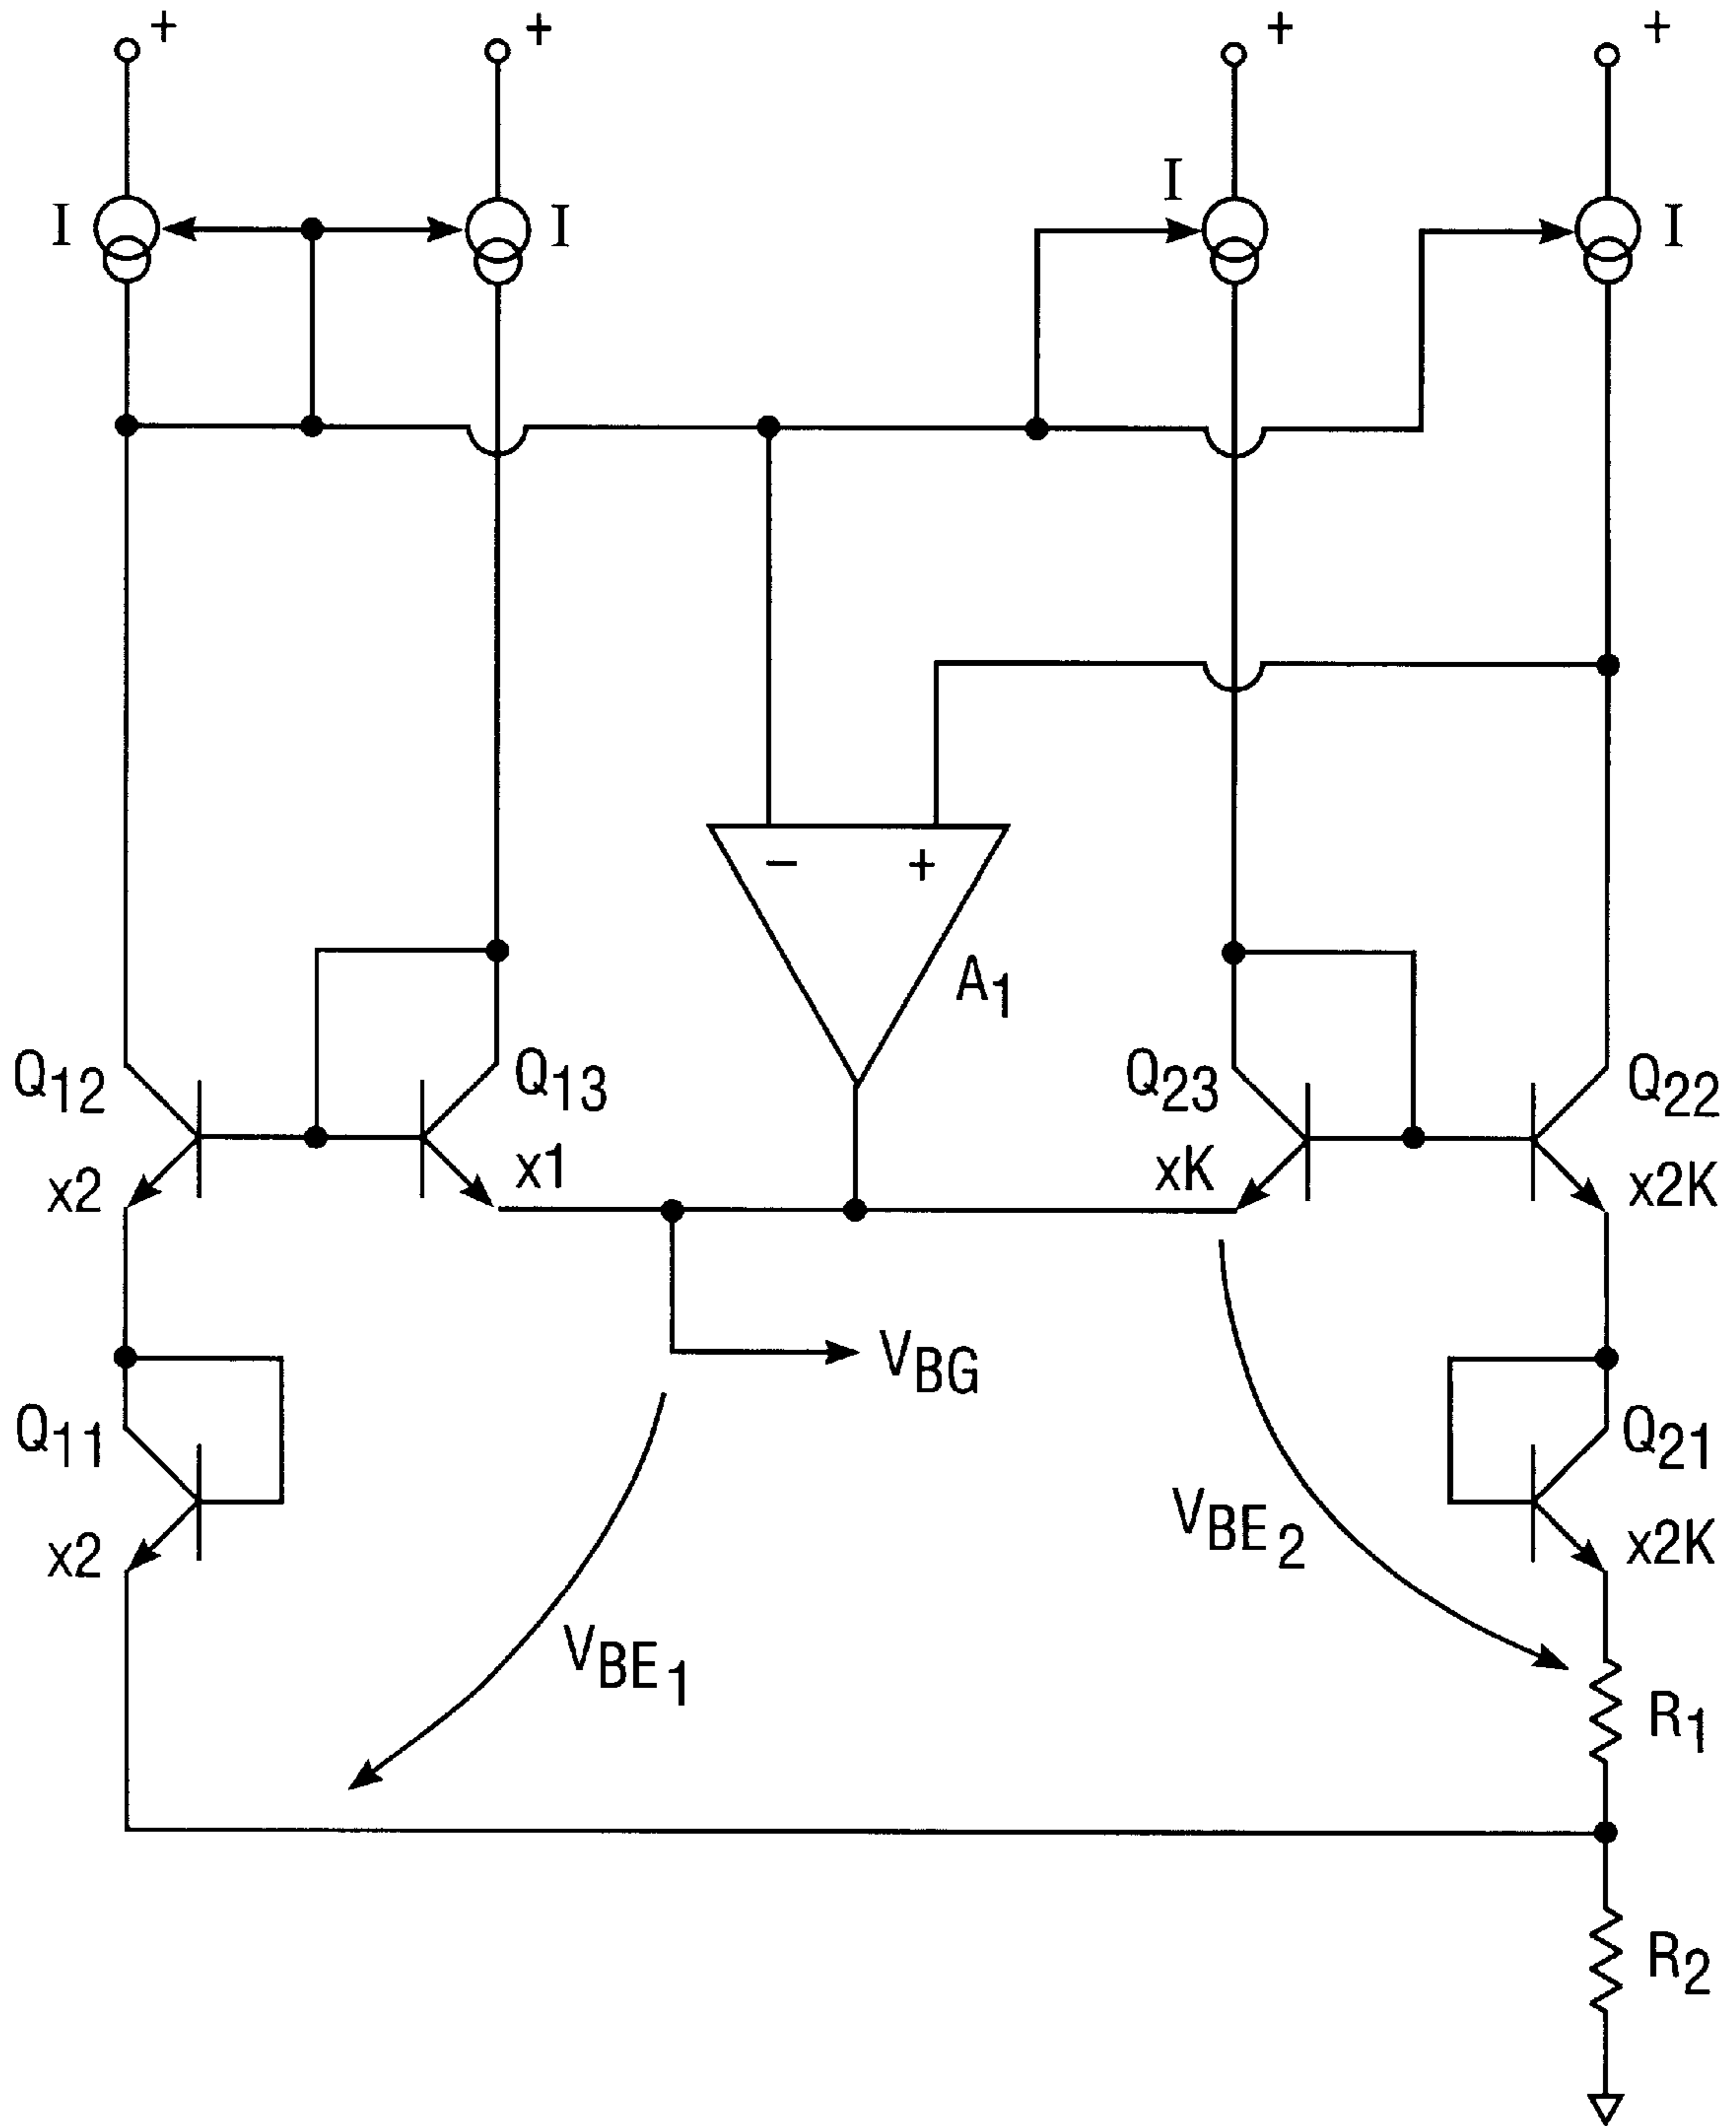 + + + +
I I I I
− +
A1
Q12 Q13 Q23 Q22
x2 x1 xK x2K
VBG
Q11 Q21
x2 VBE2 x2K
VBE1 R1
R2